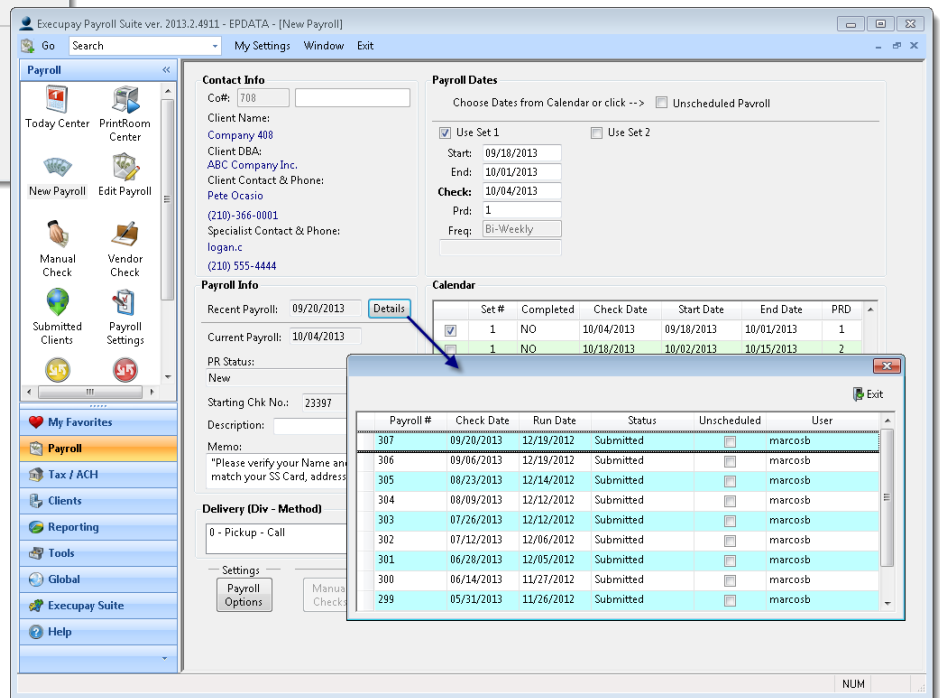 Execupay Payroll Suite ver. 2013.2.4911 - EPDATA - [New Payroll]
Go Search My Settings Window Exit
Payroll
Today Center
PrintRoom
Center
New Payroll
Edit Payroll
Manual
Check
Vendor
Check
Submitted
Clients
Payroll
Settings
My Favorites
Payroll
Tax / ACH
Clients
Reporting
Tools
Global
Execupay Suite
Help
Contact Info
Co#: 708
Client Name:
Company 408
Client DBA:
ABC Company Inc.
Client Contact & Phone:
Pete Ocasio
(210)-366-0001
Specialist Contact & Phone:
logan.c
(210) 555-4444
Payroll Dates
Choose Dates from Calendar or click --> Unscheduled Payroll
Use Set 1 Use Set 2
Start: 09/18/2013
End: 10/01/2013
Check: 10/04/2013
Prd: 1
Freq: Bi-Weekly
Payroll Info
Recent Payroll: 09/20/2013 Details
Current Payroll: 10/04/2013
PR Status:
New
Starting Chk No.: 23397
Description:
Memo:
"Please verify your Name an
match your SS Card, address
Delivery (Div - Method)
0 - Pickup - Call
Settings
Payroll
Options
Manua
Checks
Calendar
Set # Completed Check Date Start Date End Date PRD
1 NO 10/04/2013 09/18/2013 10/01/2013 1
1 NO 10/18/2013 10/02/2013 10/15/2013 2
Exit
Payroll # Check Date Run Date Status Unscheduled User
307 09/20/2013 12/19/2012 Submitted marcosb
306 09/06/2013 12/19/2012 Submitted marcosb
305 08/23/2013 12/14/2012 Submitted marcosb
304 08/09/2013 12/12/2012 Submitted marcosb
303 07/26/2013 12/12/2012 Submitted marcosb
302 07/12/2013 12/06/2012 Submitted marcosb
301 06/28/2013 12/05/2012 Submitted marcosb
300 06/14/2013 11/27/2012 Submitted marcosb
299 05/31/2013 11/26/2012 Submitted marcosb
NUM